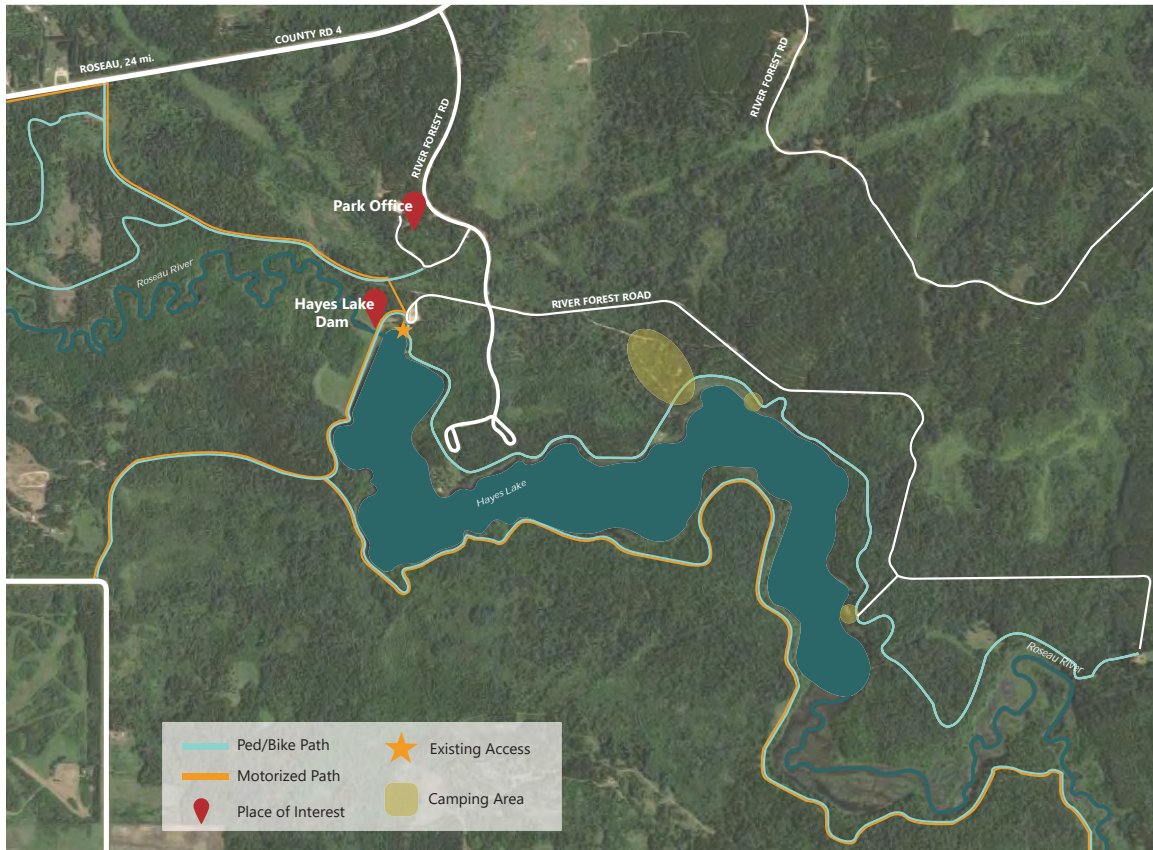 COUNTY RD 4
ROSEAU, 24 mi.
RIVER FOREST RD
RIVER FOREST RD
Park Office
Roseau River
Hayes Lake
Dam
RIVER FOREST ROAD
Hayes Lake
Roseau River
Ped/Bike Path
Motorized Path
Place of Interest
Existing Access
Camping Area